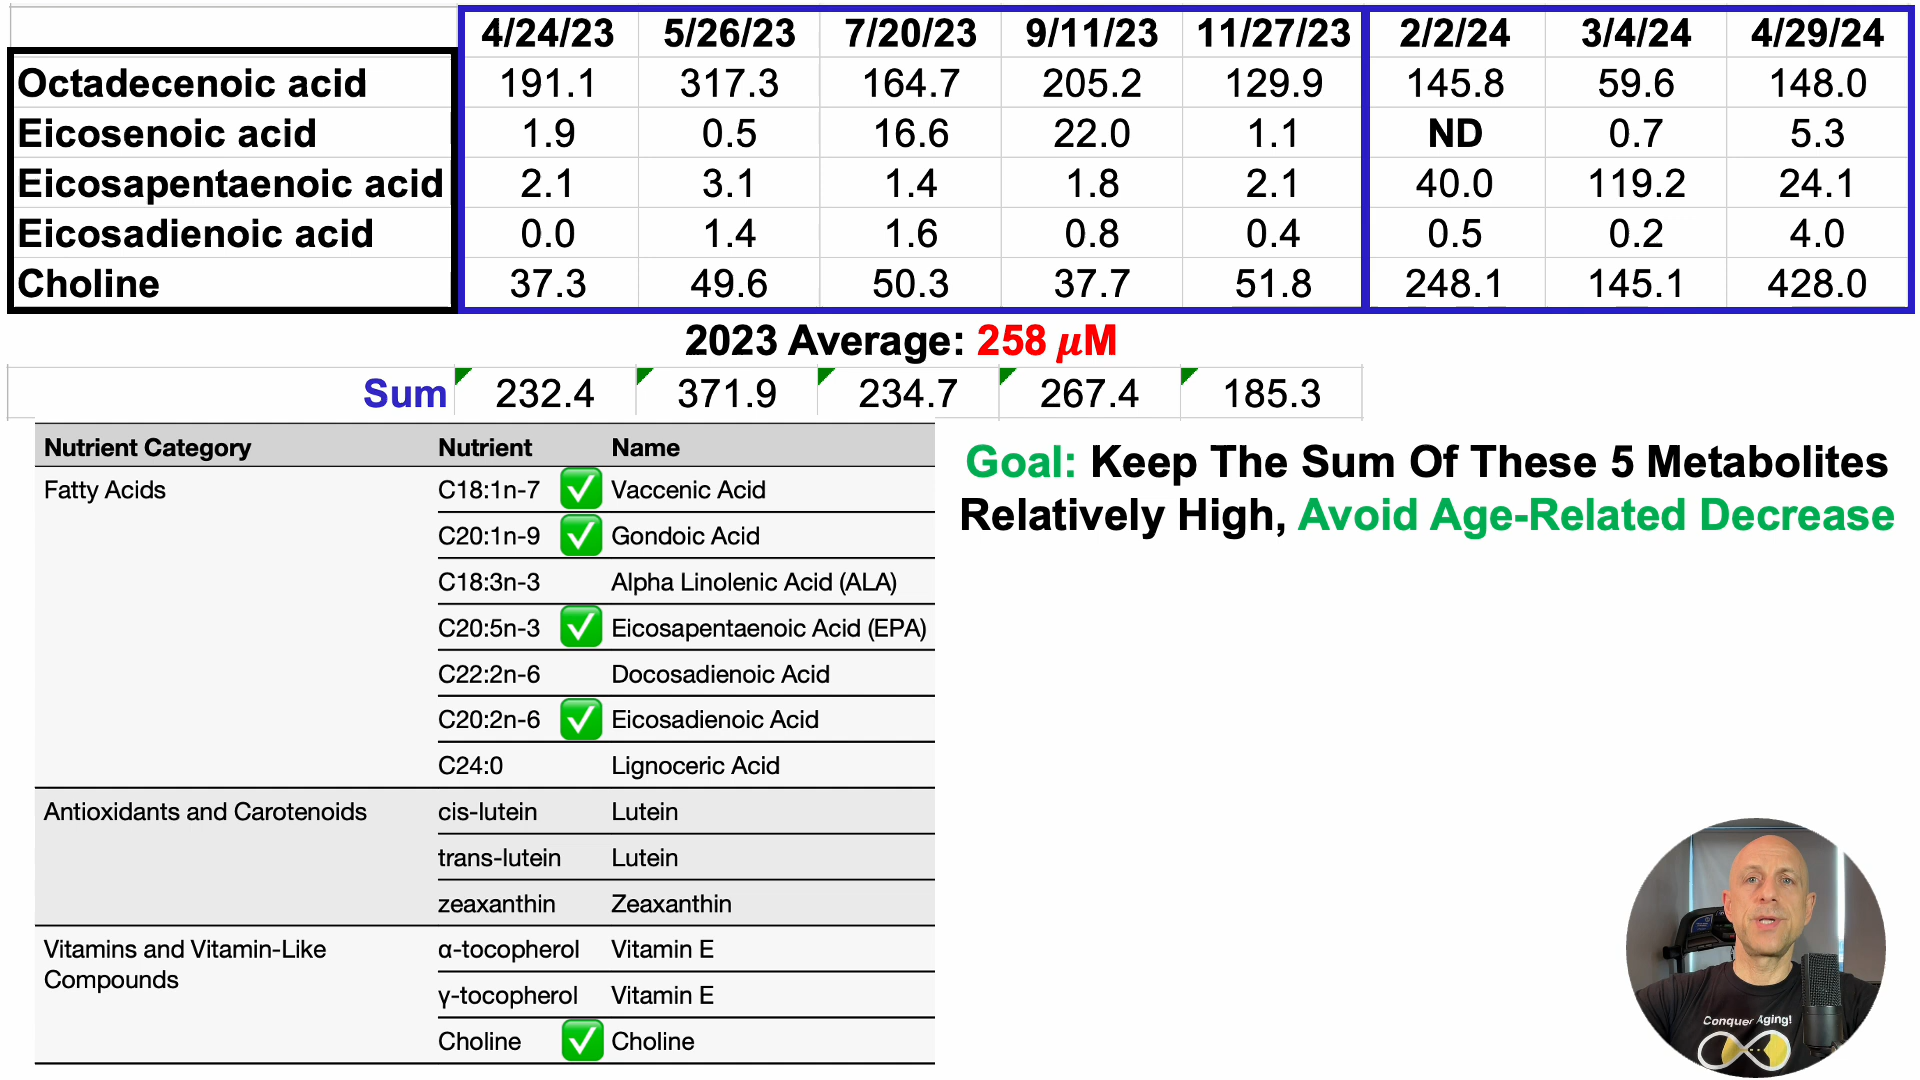 4/24/23 5/26/23 7/20/23 9/11/23 11/27/23 2/2/24 3/4/24 4/29/24
Octadecenoic acid 191.1 317.3 164.7 205.2 129.9 145.8 59.6 148.0
Eicosenoic acid 1.9 0.5 16.6 22.0 1.1 ND 0.7 5.3
Eicosapentaenoic acid 2.1 3.1 1.4 1.8 2.1 40.0 119.2 24.1
Eicosadienoic acid 0.0 1.4 1.6 0.8 0.4 0.5 0.2 4.0
Choline 37.3 49.6 50.3 37.7 51.8 248.1 145.1 428.0
2023 Average: 258 μM
Sum 232.4 371.9 234.7 267.4 185.3
Nutrient Category Nutrient Name
Fatty Acids C18:1n-7 ✅ Vaccenic Acid
C20:1n-9 ✅ Gondoic Acid
C18:3n-3 Alpha Linolenic Acid (ALA)
C20:5n-3 ✅ Eicosapentaenoic Acid (EPA)
C22:2n-6 Docosadienoic Acid
C20:2n-6 ✅ Eicosadienoic Acid
C24:0 Lignoceric Acid
Antioxidants and Carotenoids cis-lutein Lutein
trans-lutein Lutein
zeaxanthin Zeaxanthin
Vitamins and Vitamin-Like
Compounds
α-tocopherol Vitamin E
γ-tocopherol Vitamin E
Choline ✅ Choline
Goal: Keep The Sum Of These 5 Metabolites
Relatively High, Avoid Age-Related Decrease
Conquer Aging!